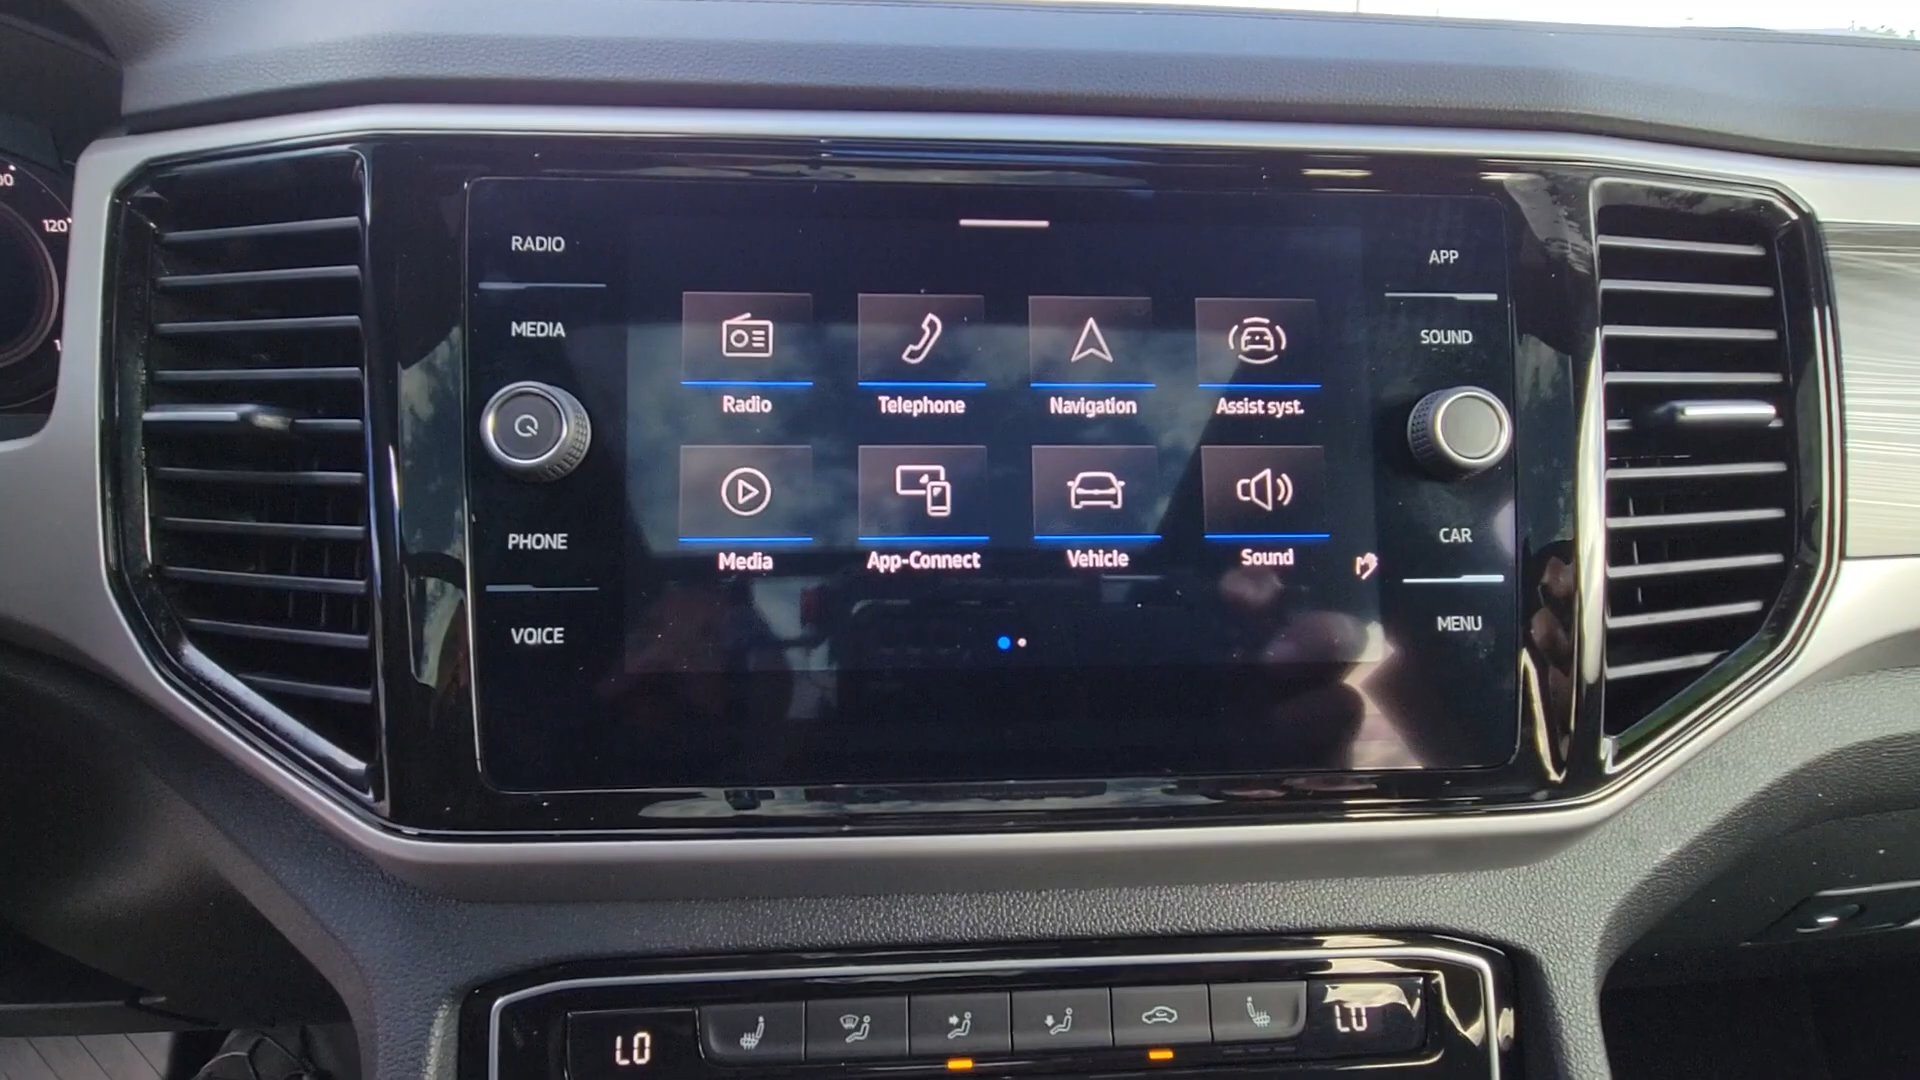 120
RADIO
MEDIA
PHONE
VOICE
Radio
Telephone
Navigation
Assist syst.
Media
App-Connect
Vehicle
Sound
APP
SOUND
CAR
MENU
LO
LO